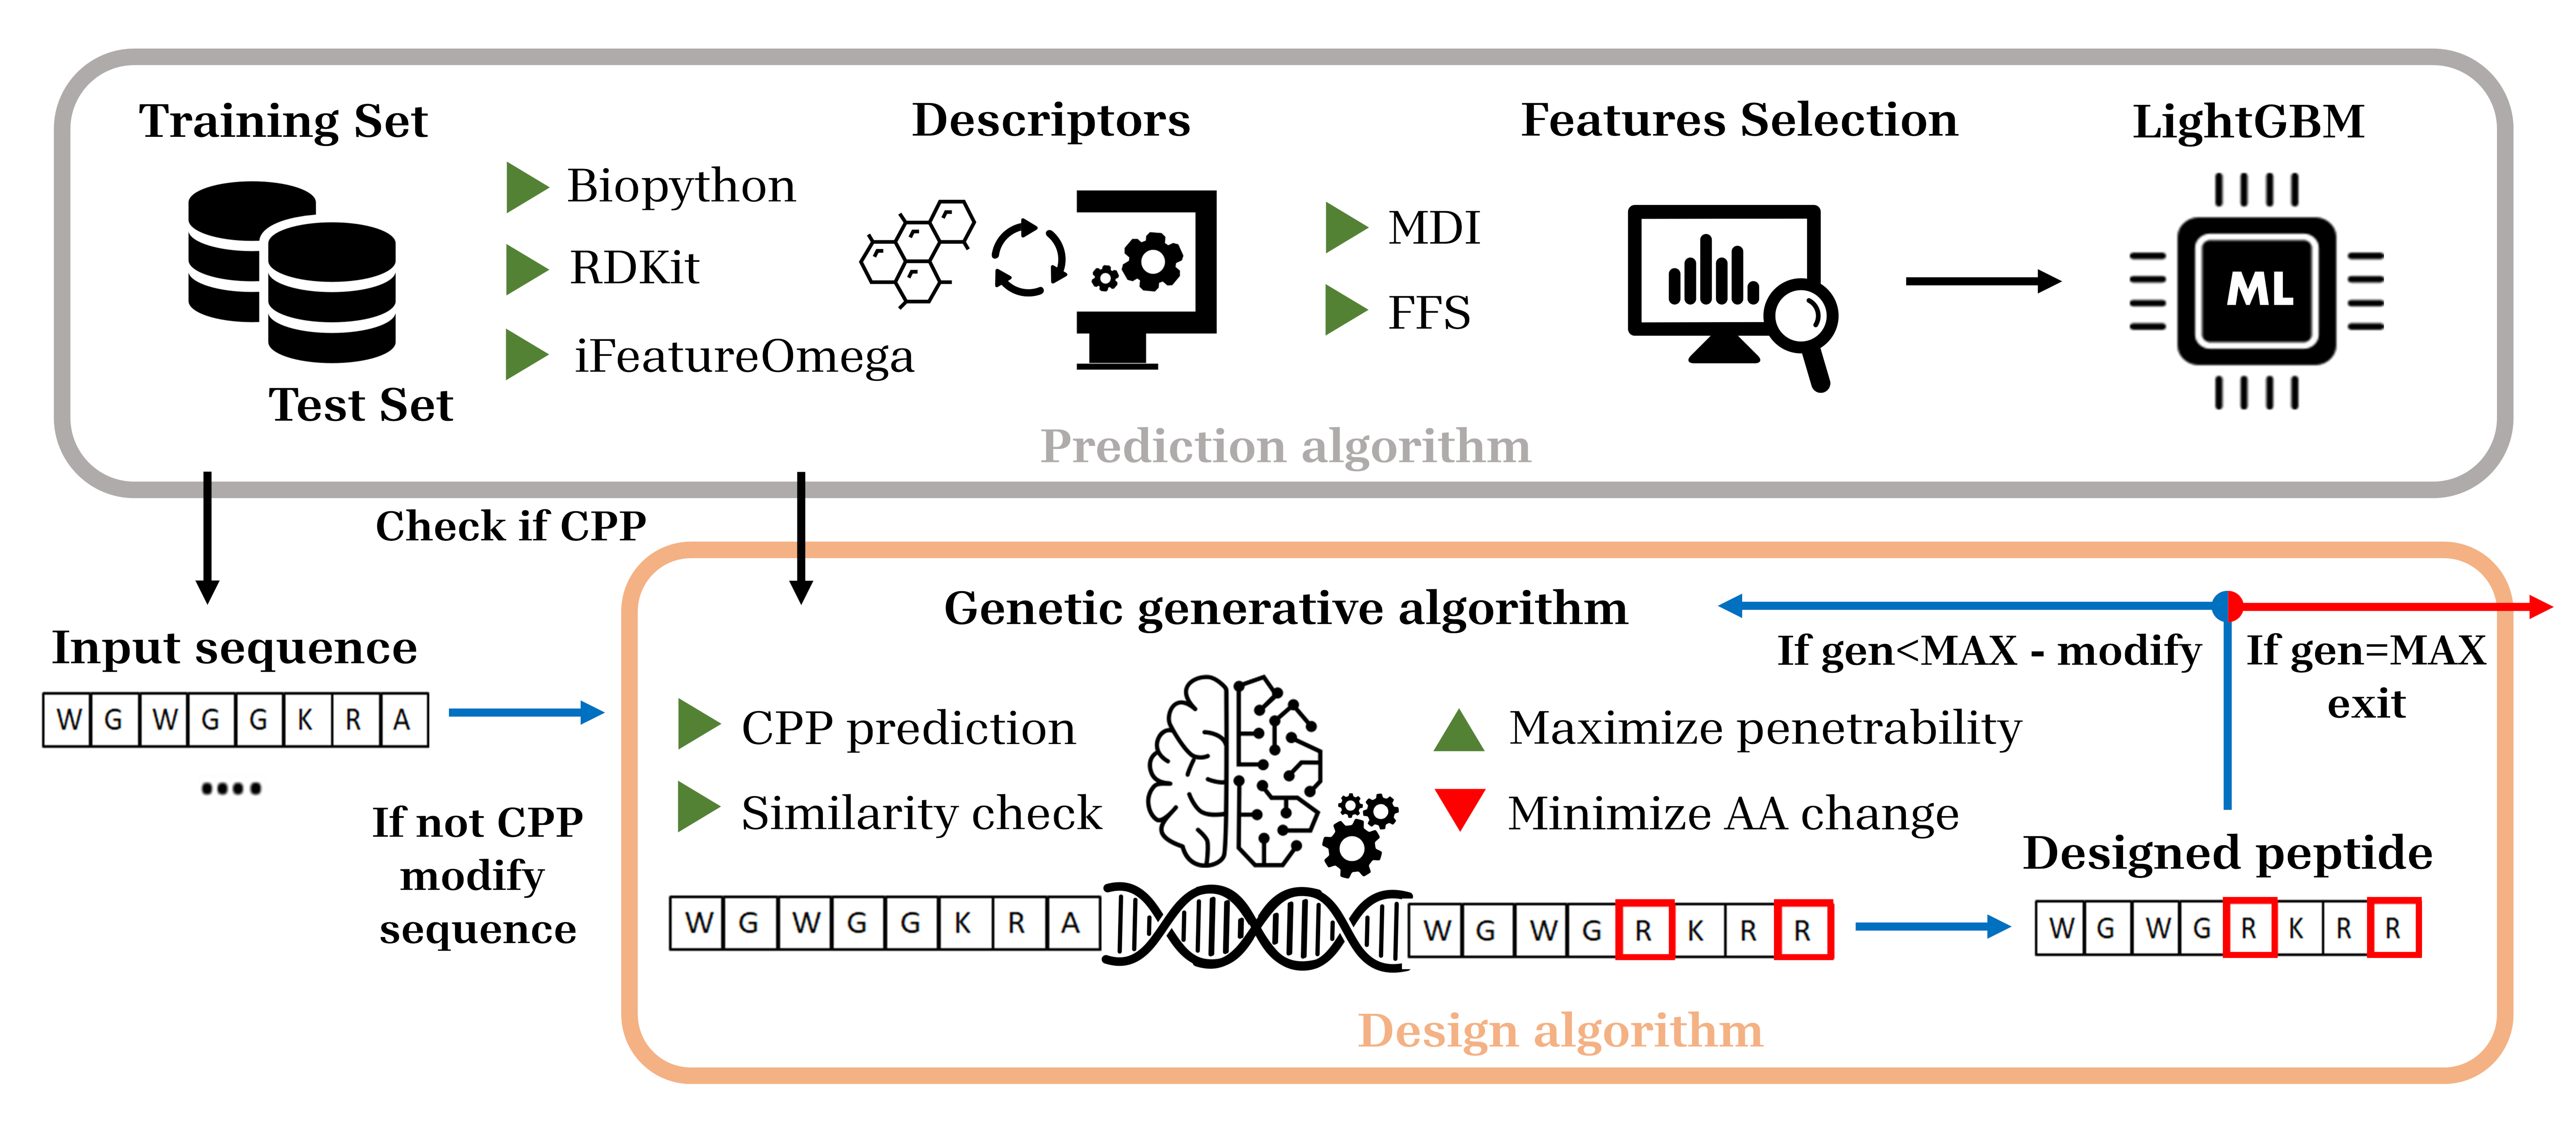 Training Set
Test Set
Biopython
RDKit
iFeatureOmega
Descriptors
MDI
FFS
Features Selection
LightGBM
ML
Prediction algorithm
Check if CPP
Input sequence
W G W G G K R A
....
If not CPP
modify
sequence
Genetic generative algorithm
CPP prediction
Similarity check
Maximize penetrability
Minimize AA change
W G W G G K R A
W G W G R K R R
If gen<MAX - modify
If gen=MAX
exit
Designed peptide
W G W G R K R R
Design algorithm